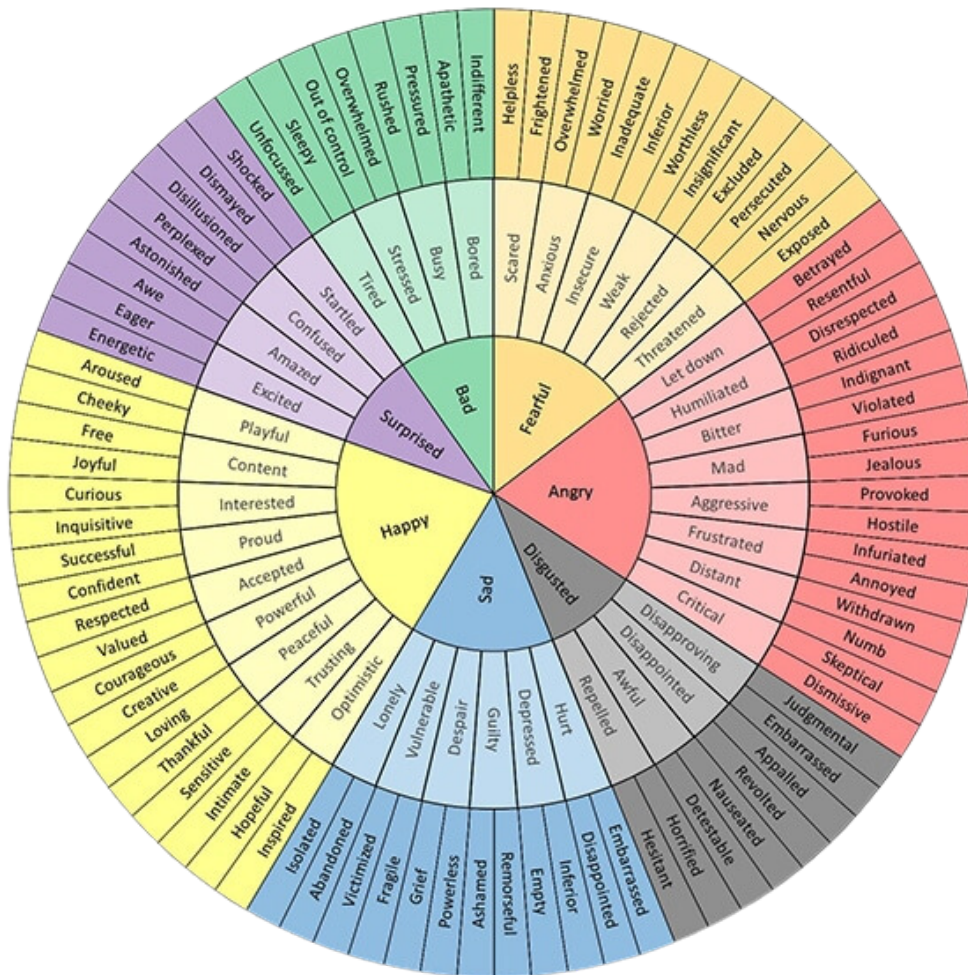 Fearful
Angry
Disgusted
Sad
Happy
Surprised
Bad
Scared
Anxious
Insecure
Weak
Rejected
Threatened
Let down
Humiliated
Bitter
Mad
Aggressive
Frustrated
Distant
Critical
Disapproving
Disappointed
Awful
Repelled
Hurt
Depressed
Guilty
Despair
Vulnerable
Lonely
Optimistic
Trusting
Peaceful
Powerful
Accepted
Proud
Interested
Content
Playful
Excited
Amazed
Confused
Startled
Tired
Stressed
Busy
Bored
Helpless
Frightened
Overwhelmed
Worried
Inadequate
Inferior
Worthless
Insignificant
Excluded
Persecuted
Nervous
Exposed
Betrayed
Resentful
Disrespected
Ridiculed
Indignant
Violated
Furious
Jealous
Provoked
Hostile
Infuriated
Annoyed
Withdrawn
Numb
Skeptical
Dismissive
Judgmental
Embarrassed
Appalled
Revolted
Nauseated
Detestable
Horrified
Hesitant
Embarrassed
Disappointed
Inferior
Empty
Remorseful
Ashamed
Powerless
Grief
Fragile
Victimized
Abandoned
Isolated
Inspired
Hopeful
Intimate
Sensitive
Thankful
Loving
Creative
Courageous
Valued
Respected
Confident
Successful
Inquisitive
Curious
Joyful
Free
Cheeky
Aroused
Energetic
Eager
Awe
Astonished
Perplexed
Disillusioned
Dismayed
Shocked
Unfocussed
Sleepy
Out of control
Overwhelmed
Rushed
Pressured
Apathetic
Indifferent